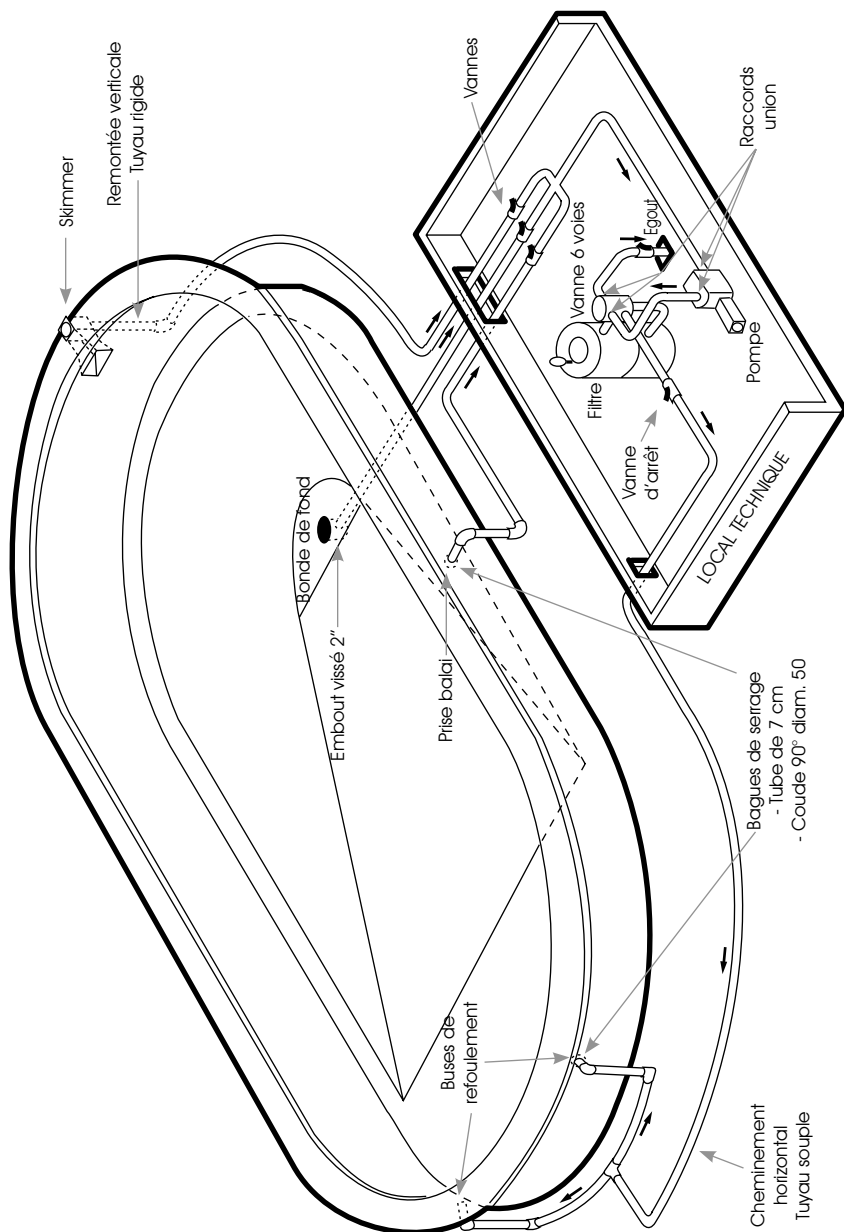 Skimmer
Remontée verticale
Tuyau rigide
Vannes
Raccords
union
Egout
Vanne 6 voies
Pompe
Filtre
Vanne
d'arrêt
LOCAL TECHNIQUE
Bonde de fond
Embout vissé 2"
Prise balai
Bagues de serrage
- Tube de 7 cm
- Coude 90° diam. 50
Buses de
refoulement
Cheminement
horizontal
Tuyau souple